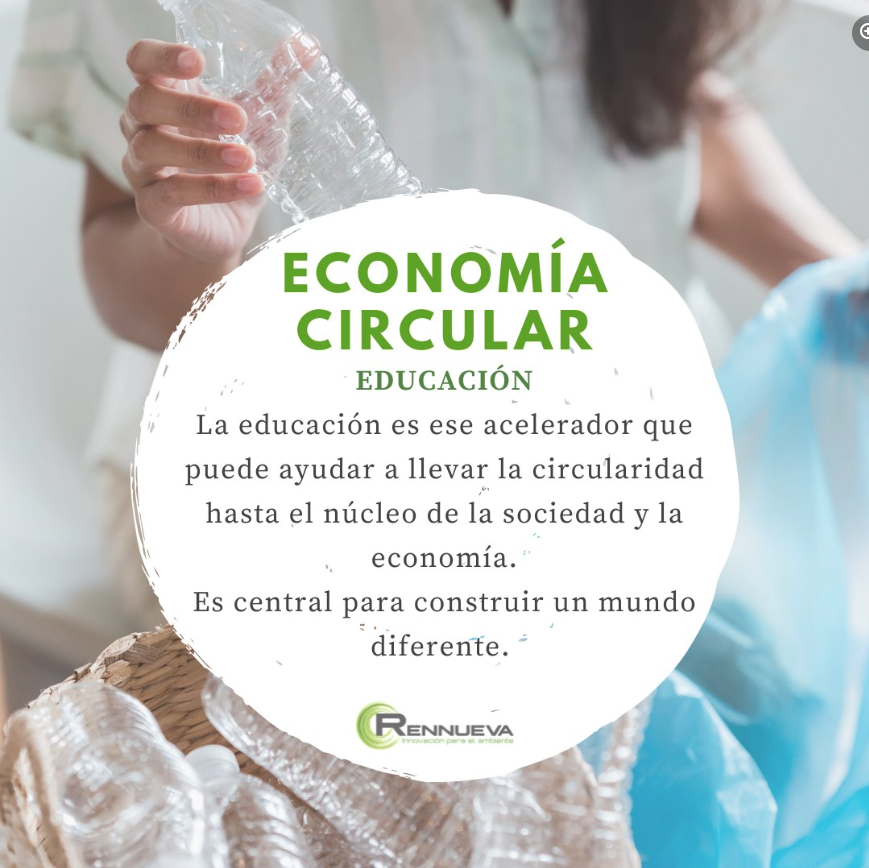 ECONOMÍA
CIRCULAR
EDUCACIÓN
La educación es ese acelerador que
puede ayudar a llevar la circularidad
hasta el núcleo de la sociedad y la
economía.
Es central para construir un mundo
diferente.
RENNUEVA
Innovación para el ambiente